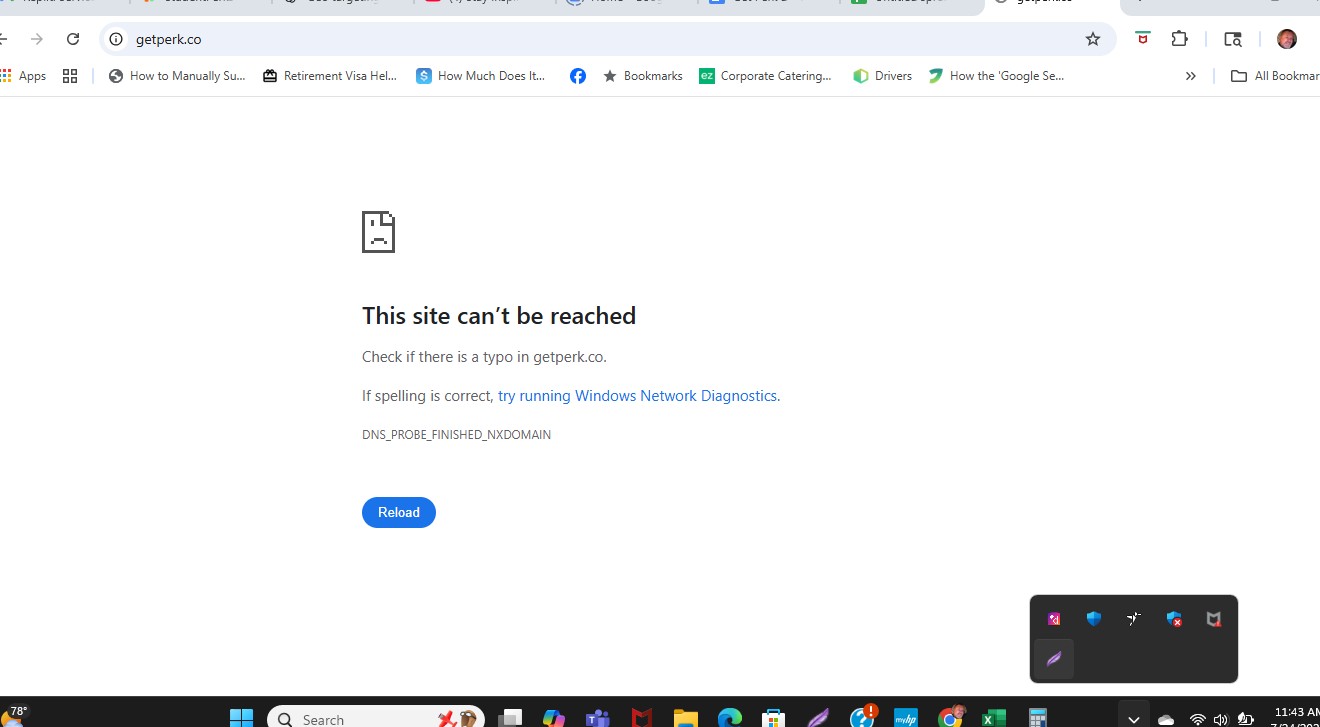 getperk.co
Apps How to Manually Su... Retirement Visa Hel... $ How Much Does It... Bookmarks ez Corporate Catering... Drivers How the 'Google Se... » All Bookmar
This site can't be reached
Check if there is a typo in getperk.co.
If spelling is correct, try running Windows Network Diagnostics.
DNS_PROBE_FINISHED_NXDOMAIN
Reload
78°
Search
myhp
11:43 AM